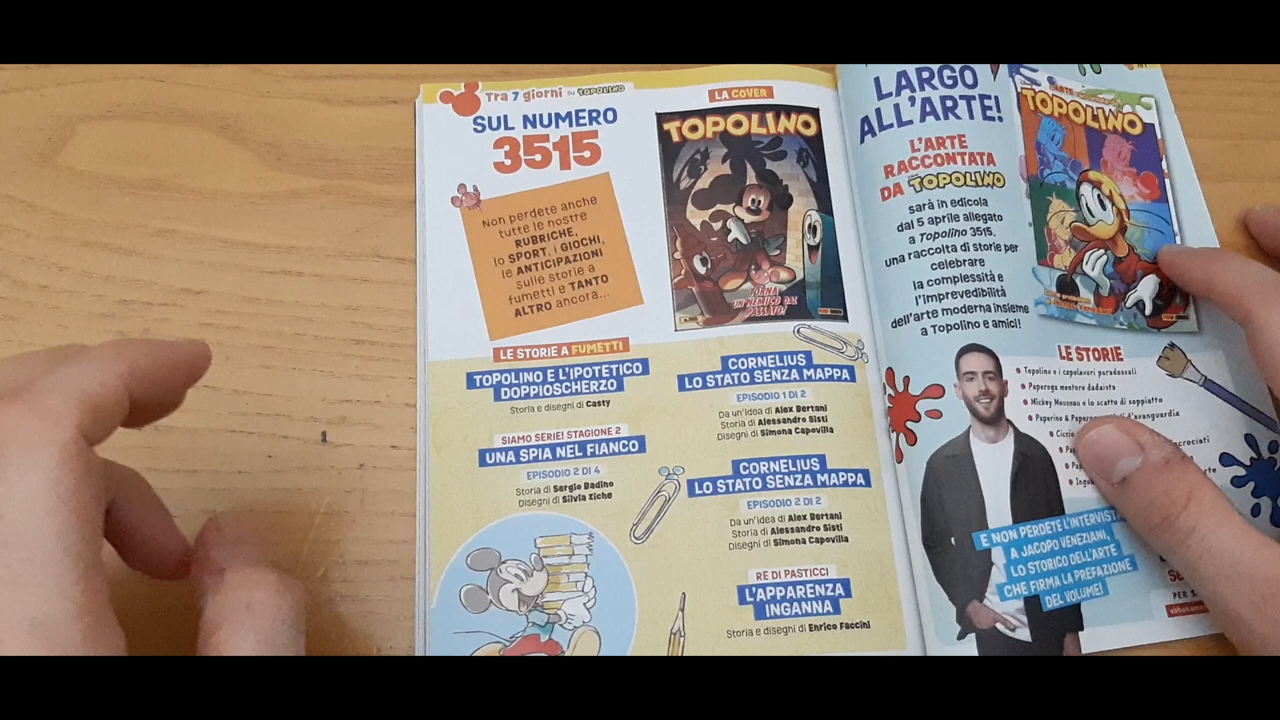 Tra 7 giorni su TOPOLINO
SUL NUMERO
3515
Non perdete anche
tutte le nostre
RUBRICHE,
lo SPORT, i GIOCHI,
le ANTICIPAZIONI
sulle storie a
fumetti e TANTO
ALTRO ancora...
LA COVER
TOPOLINO
TORNA
UN NEMICO DAL
PASSATO!
LE STORIE A FUMETTI
TOPOLINO E L'IPOTETICO
DOPPIOSCHERZO
Storia e disegni di Casty
SIAMO SERIE! STAGIONE 2
UNA SPIA NEL FIANCO
EPISODIO 2 DI 4
Storia di Sergio Badino
Disegni di Silvia Ziche
CORNELIUS
LO STATO SENZA MAPPA
EPISODIO 1 DI 2
Da un'idea di Alex Bertani
Storia di Alessandro Sisti
Disegni di Simona Capovilla
CORNELIUS
LO STATO SENZA MAPPA
EPISODIO 2 DI 2
Da un'idea di Alex Bertani
Storia di Alessandro Sisti
Disegni di Simona Capovilla
RE DI PASTICCI
L'APPARENZA
INGANNA
Storia e disegni di Enrico Faccini
LARGO
ALL'ARTE!
L'ARTE
RACCONTATA
DA TOPOLINO
sarà in edicola
dal 5 aprile allegato
a Topolino 3515,
una raccolta di storie per
celebrare
la complessità e
l'imprevedibilità
dell'arte moderna insieme
a Topolino e amici!
TOPOLINO
LE STORIE
Topolino e i capolavori paradossali
Paperoga mentore dadaista
Mickey Mouseau e lo scatto di soppiatto
Paperino & Paperoga d'avanguardia
E NON PERDETE L'INTERVISTA
A JACOPO VENEZIANI,
LO STORICO DELL'ARTE
CHE FIRMA LA PREFAZIONE
DEL VOLUME!